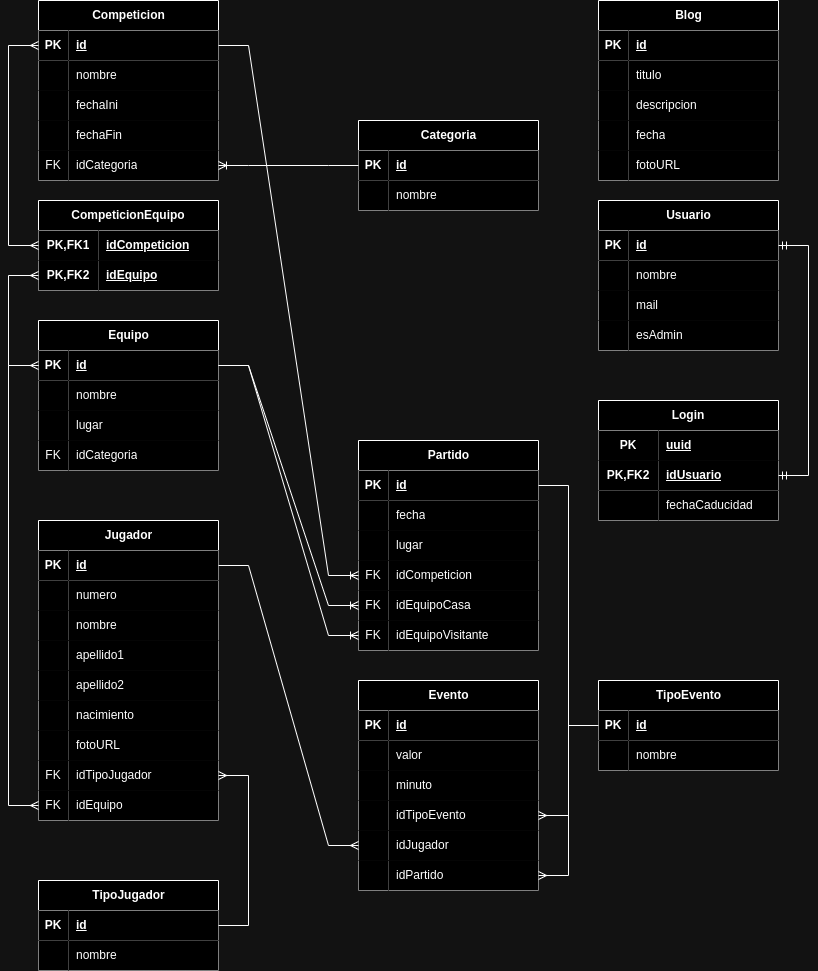 Competicion
PK id
nombre
fechaIni
fechaFin
FK idCategoria
CompeticionEquipo
PK,FK1 idCompeticion
PK,FK2 idEquipo
Equipo
PK id
nombre
lugar
FK idCategoria
Jugador
PK id
numero
nombre
apellido1
apellido2
nacimiento
fotoURL
FK idTipoJugador
FK idEquipo
TipoJugador
PK id
nombre
Categoria
PK id
nombre
Partido
PK id
fecha
lugar
FK idCompeticion
FK idEquipoCasa
FK idEquipoVisitante
Evento
PK id
valor
minuto
idTipoEvento
idJugador
idPartido
Blog
PK id
titulo
descripcion
fecha
fotoURL
Usuario
PK id
nombre
mail
esAdmin
Login
PK uuid
PK,FK2 idUsuario
fechaCaducidad
TipoEvento
PK id
nombre